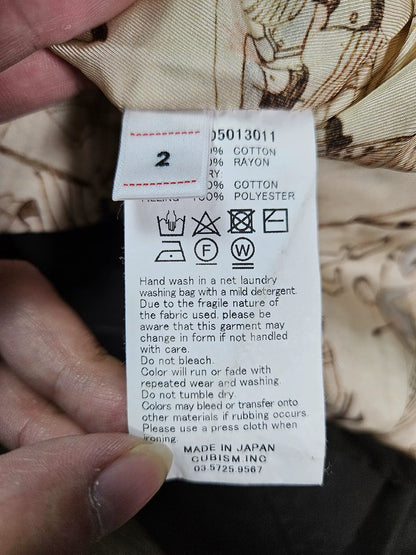 2
05013011
0% COTTON
0% RAYON
RY:
0% COTTON
FILLING 100% POLYESTER
F
W
Hand wash in a net laundry
washing bag with a mild detergent.
Due to the fragile nature of
the fabric used, please be
aware that this garment may
change in form if not handled
with care.
Do not bleach.
Color will run or fade with
repeated wear and washing.
Do not tumble dry.
Colors may bleed or transfer onto
other materials if rubbing occurs.
Please use a press cloth when
ironing.
MADE IN JAPAN
CUBISM INC
03.5725.9567